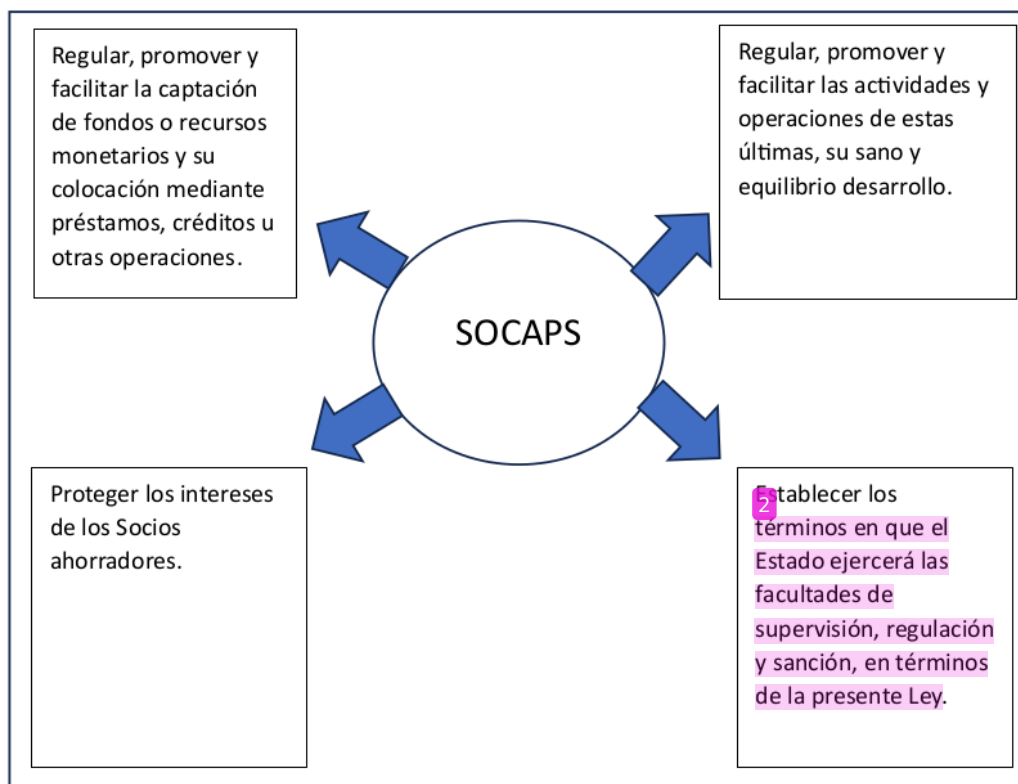 Regular, promover y
facilitar la captación
de fondos o recursos
monetarios y su
colocación mediante
préstamos, créditos u
otras operaciones.
Regular, promover y
facilitar las actividades y
operaciones de estas
últimas, su sano y
equilibrio desarrollo.
SOCAPS
Proteger los intereses
de los Socios
ahorradores.
Establecer los
2
términos en que el
Estado ejercerá las
facultades de
supervisión, regulación
y sanción, en términos
de la presente Ley.